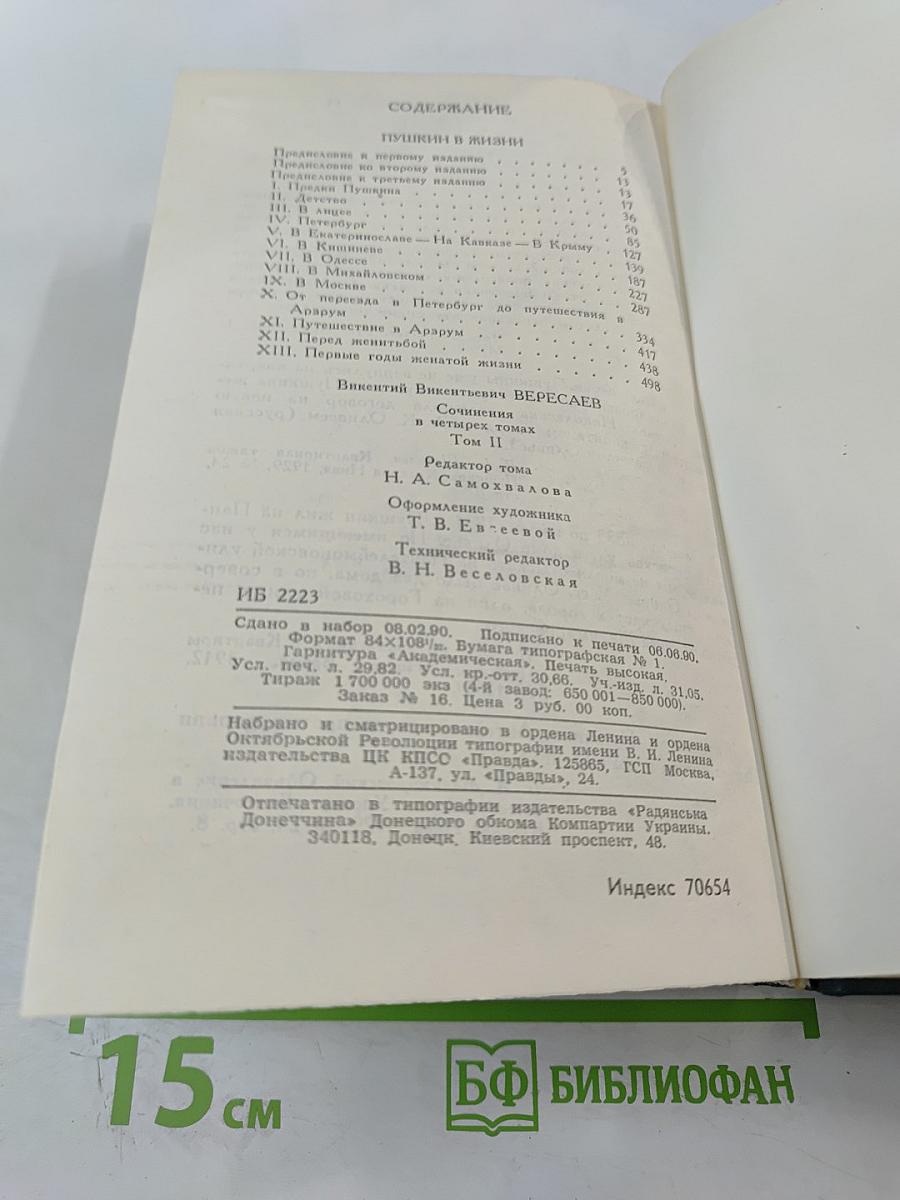 СОДЕРЖАНИЕ
ПУШКИН В ЖИЗНИ
Предисловие к первому изданию . . . . . . . 5
Предисловие ко второму изданию . . . . . . . 13
Предисловие к третьему изданию . . . . . . . 13
I. Предки Пушкина . . . . . . . . . . 17
II. Детство . . . . . . . . . . . . 36
III. В лицее . . . . . . . . . . . . 50
IV. Петербург . . . . . . . . . . . 85
V. В Екатеринославе — На Кавказе — В Крыму . 127
VI. В Кишиневе . . . . . . . . . . . 139
VII. В Одессе . . . . . . . . . . . 187
VIII. В Михайловском . . . . . . . . . 227
IX. В Москве . . . . . . . . . . . . 287
X. От переезда в Петербург до путешествия в
Арзрум . . . . . . . . . . . . 334
XI. Путешествие в Арзрум . . . . . . . . 417
XII. Перед женитьбой . . . . . . . . . 438
XIII. Первые годы женатой жизни . . . . . . 498
Викентий Викентьевич ВЕРЕСАЕВ
Сочинения
в четырех томах
Том II
Редактор тома
Н. А. Самохвалова
Оформление художника
Т. В. Евсеевой
Технический редактор
В. Н. Веселовская
ИБ 2223
Сдано в набор 08.02.90. Подписано к печати 06.06.90.
Формат 84×108¹/₃₂. Бумага типографская № 1.
Гарнитура «Академическая». Печать высокая.
Усл. печ. л. 29,82. Усл. кр.-отт. 30,66. Уч.-изд. л. 31,05.
Тираж 1 700 000 экз (4-й завод: 650 001—850 000).
Заказ № 16. Цена 3 руб. 00 коп.
Набрано и сматрицировано в ордена Ленина и ордена
Октябрьской Революции типографии имени В. И. Ленина
издательства ЦК КПСС «Правда». 125865, ГСП Москва,
А-137, ул. «Правды», 24.
Отпечатано в типографии издательства «Радянська
Донеччина» Донецкого обкома Компартии Украины.
340118, Донецк, Киевский проспект, 48.
Индекс 70654
15 см
БФ БИБЛИОФАН